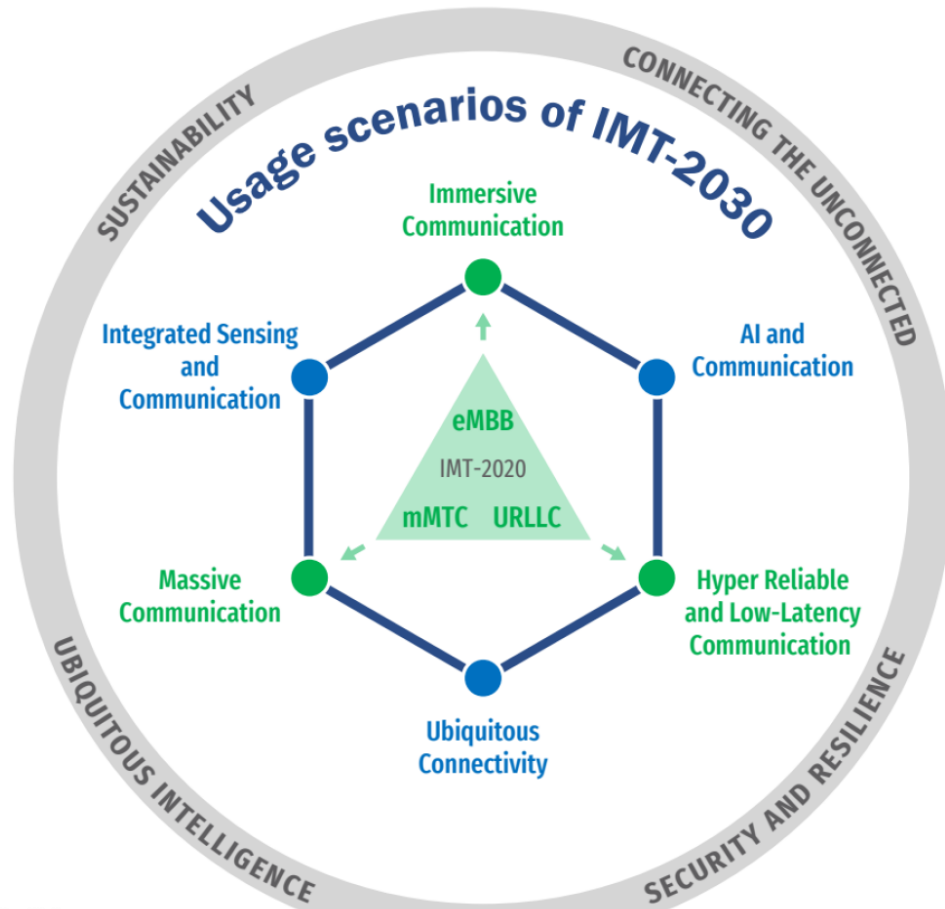 SUSTAINABILITY
CONNECTING THE UNCONNECTED
Usage scenarios of IMT-2030
Immersive
Communication
Integrated Sensing
and
Communication
AI and
Communication
eMBB
IMT-2020
mMTC URLLC
Massive
Communication
Hyper Reliable
and Low-Latency
Communication
Ubiquitous
Connectivity
UBIQUITOUS INTELLIGENCE
SECURITY AND RESILIENCE